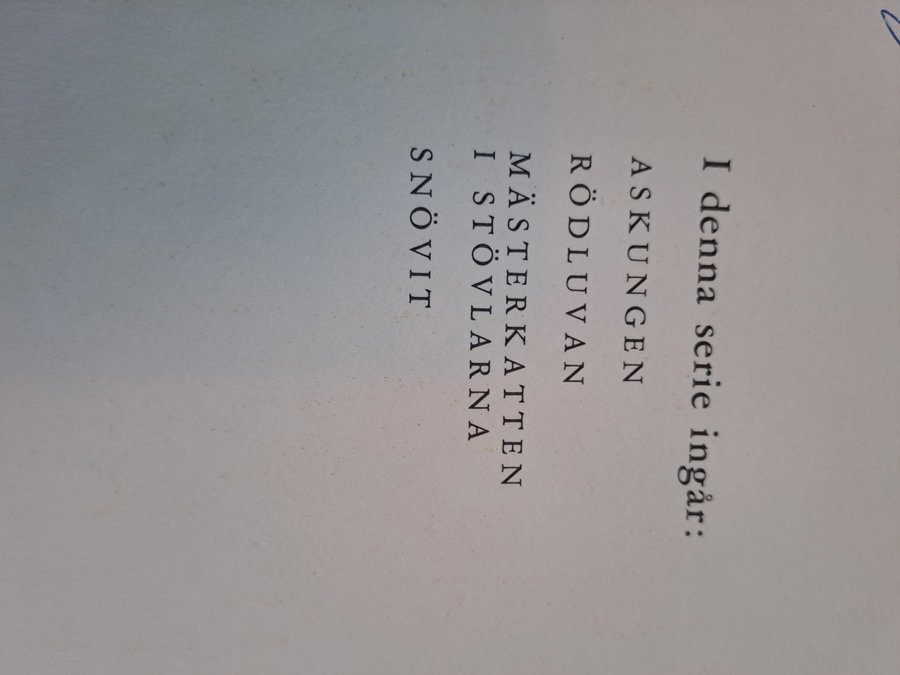 I denna serie ingår:
ASKUNGEN
RÖDLUVAN
MÄSTERKATTEN
I STÖVLARNA
SNÖVIT